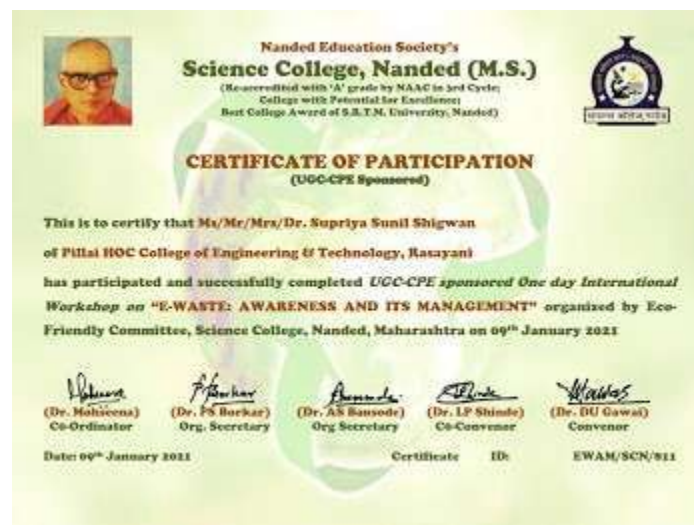 Nanded Education Society's
Science College, Nanded (M.S.)
(Re-accredited with 'A' grade by NAAC in 3rd Cycle;
College with Potential for Excellence;
Best College Award of S.R.T.M. University, Nanded)
CERTIFICATE OF PARTICIPATION
(UGC-CPE Sponsored)
This is to certify that Ms/Mr/Mrs/Dr. Supriya Sunil Shigwan
of Pillai HOC College of Engineering & Technology, Rasayani
has participated and successfully completed UGC-CPE sponsored One day International
Workshop on "E-WASTE: AWARENESS AND ITS MANAGEMENT" organized by Eco-
Friendly Committee, Science College, Nanded, Maharashtra on 09th January 2021
(Dr. Mohseena) (Dr. PS Borkar) (Dr. AS Bansode) (Dr. LP Shinde) (Dr. DU Gawai)
Co-Ordinator Org. Secretary Org Secretary Co-Convenor Convenor
Date: 09th January 2021 Certificate ID: EWAM/SCN/811